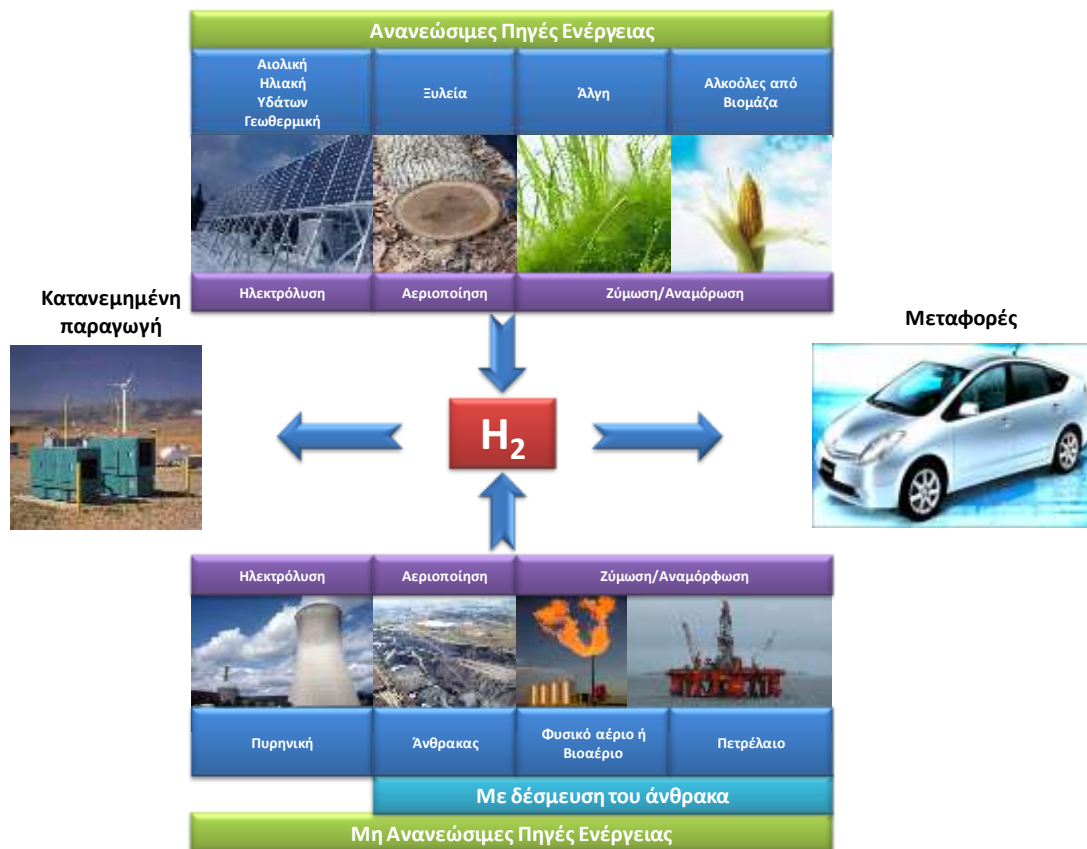 Ανανεώσιμες Πηγές Ενέργειας
Αιολική
Ηλιακή
Υδάτων
Γεωθερμική
Ξυλεία
Άλγη
Αλκοόλες από
Βιομάζα
Ηλεκτρόλυση
Αεριοποίηση
Ζύμωση/Αναμόρωση
Κατανεμημένη
παραγωγή
Μεταφορές
H₂
Ηλεκτρόλυση
Αεριοποίηση
Ζύμωση/Αναμόρφωση
Πυρηνική
Άνθρακας
Φυσικό αέριο ή
Βιοαέριο
Πετρέλαιο
Με δέσμευση του άνθρακα
Μη Ανανεώσιμες Πηγές Ενέργειας